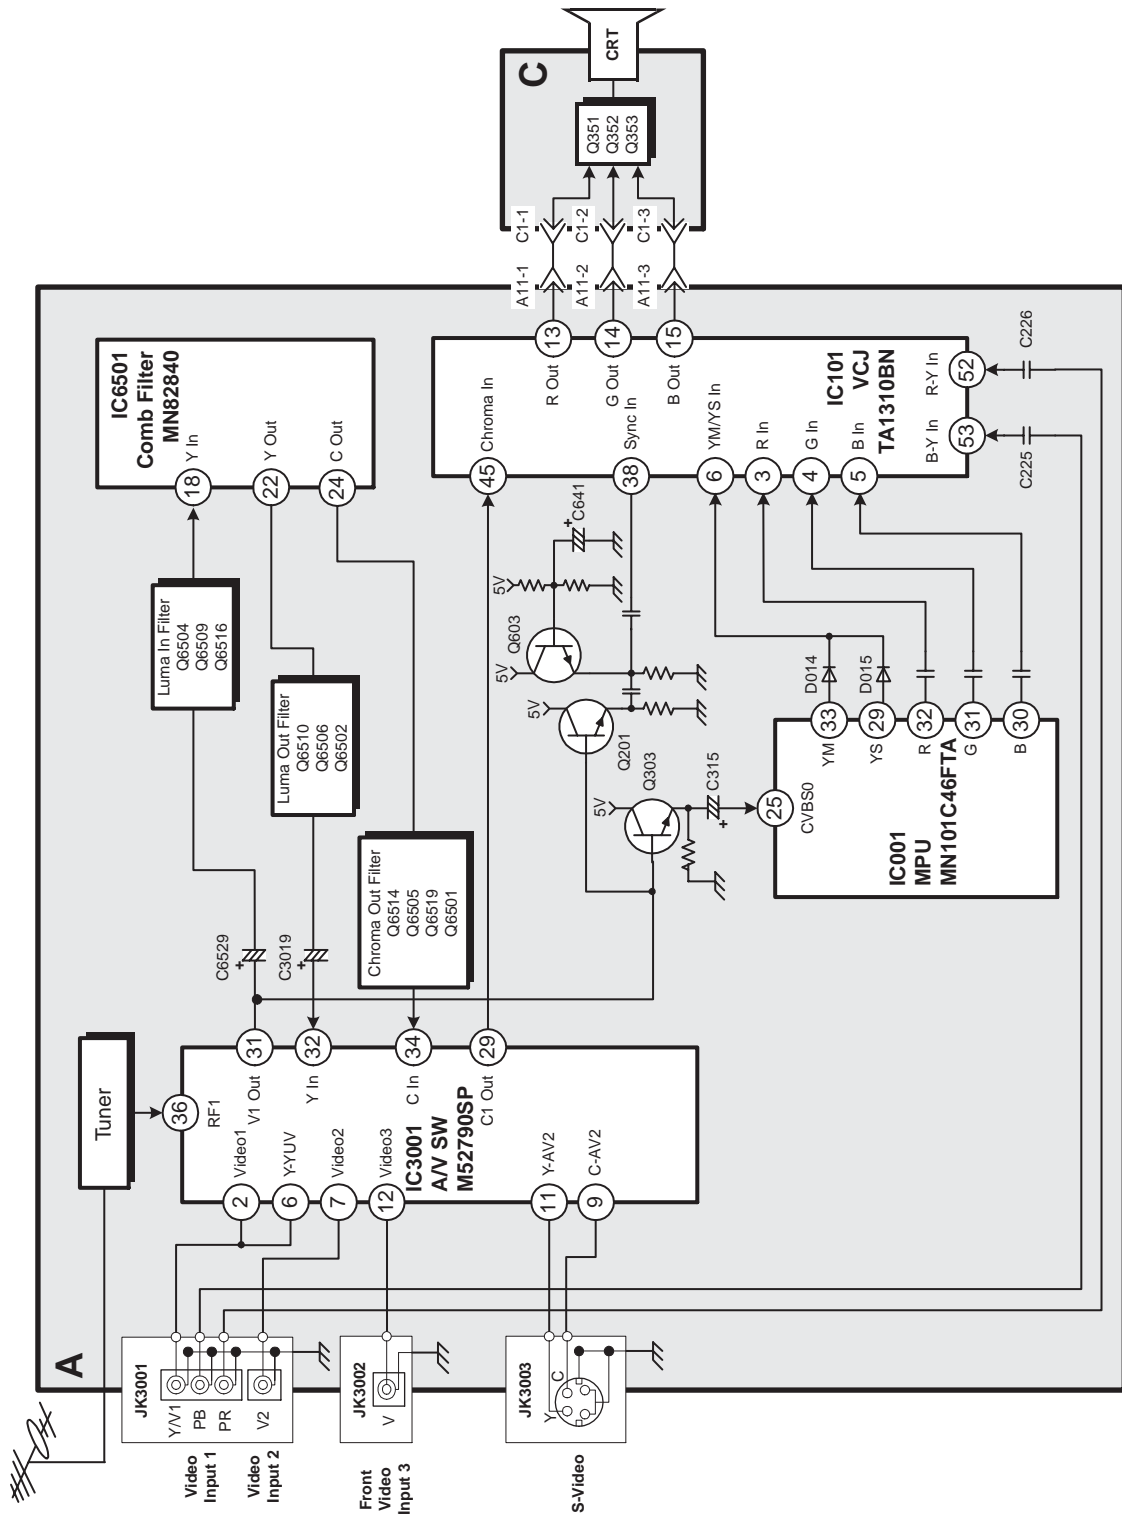 A
Video
Input 1
Video
Input 2
JK3001
Y/V1
PB
PR
V2
Front
Video
Input 3
JK3002
V
S-Video
JK3003
Y
C
Tuner
36
RF1
2
Video1
6
Y-YUV
7
Video2
12
Video3
11
Y-AV2
9
C-AV2
IC3001
A/V SW
M52790SP
31
V1 Out
32
Y In
34
C In
29
C1 Out
C6529
+
C3019
+
Luma In Filter
Q6504
Q6509
Q6516
Luma Out Filter
Q6510
Q6506
Q6502
Chroma Out Filter
Q6514
Q6505
Q6519
Q6501
IC6501
Comb Filter
MN82840
18
Y In
22
Y Out
24
C Out
5V
Q603
5V
+
C641
5V
Q201
5V
Q303
C315
+
25
CVBS0
IC001
MPU
MN101C46FTA
33
YM
29
YS
32
R
31
G
30
B
D014
D015
45
Chroma In
38
Sync In
6
YM/YS In
3
R In
4
G In
5
B In
IC101
VCJ
TA1310BN
13
R Out
14
G Out
15
B Out
53
B-Y In
52
R-Y In
C225
C226
A11-1
C1-1
A11-2
C1-2
A11-3
C1-3
C
Q351
Q352
Q353
CRT